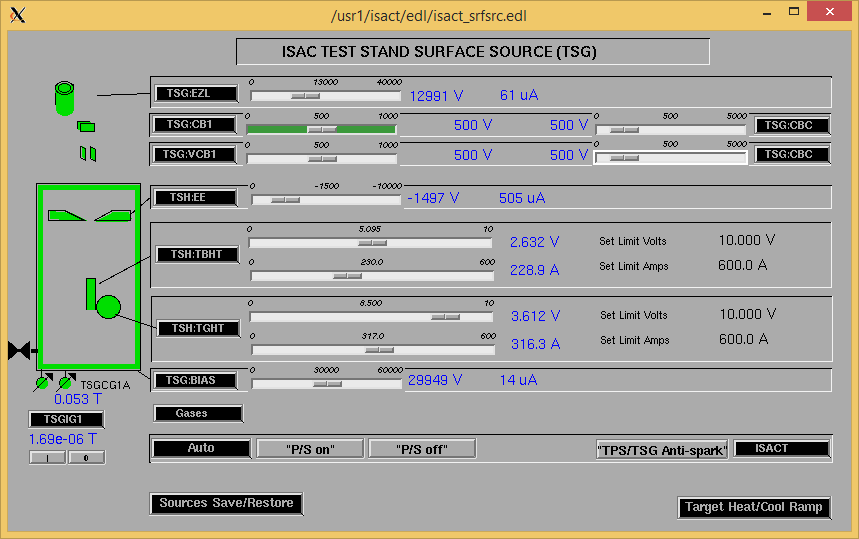 /usr1/isact/edl/isact_srfsrc.edl
ISAC TEST STAND SURFACE SOURCE (TSG)
0 13000 40000
TSG:EZL 12991 V 61 uA
0 500 1000 0 500 5000
TSG:CB1 500 V 500 V TSG:CBC
0 500 1000 0 500 5000
TSG:VCB1 500 V 500 V TSG:CBC
0 -1500 -10000
TSH:EE -1497 V 505 uA
0 5.095 10
2.632 V Set Limit Volts 10.000 V
TSH:TBHT
0 230.0 600
228.9 A Set Limit Amps 600.0 A
0 8.500 10
3.612 V Set Limit Volts 10.000 V
TSH:TGHT
0 317.0 600
316.3 A Set Limit Amps 600.0 A
0 30000 60000
TSG:BIAS 29949 V 14 uA
TSGCG1A
0.053 T
TSGIG1
1.69e-06 T
I 0
Gases
Auto "P/S on" "P/S off" "TPS/TSG Anti-spark" ISACT
Sources Save/Restore
Target Heat/Cool Ramp